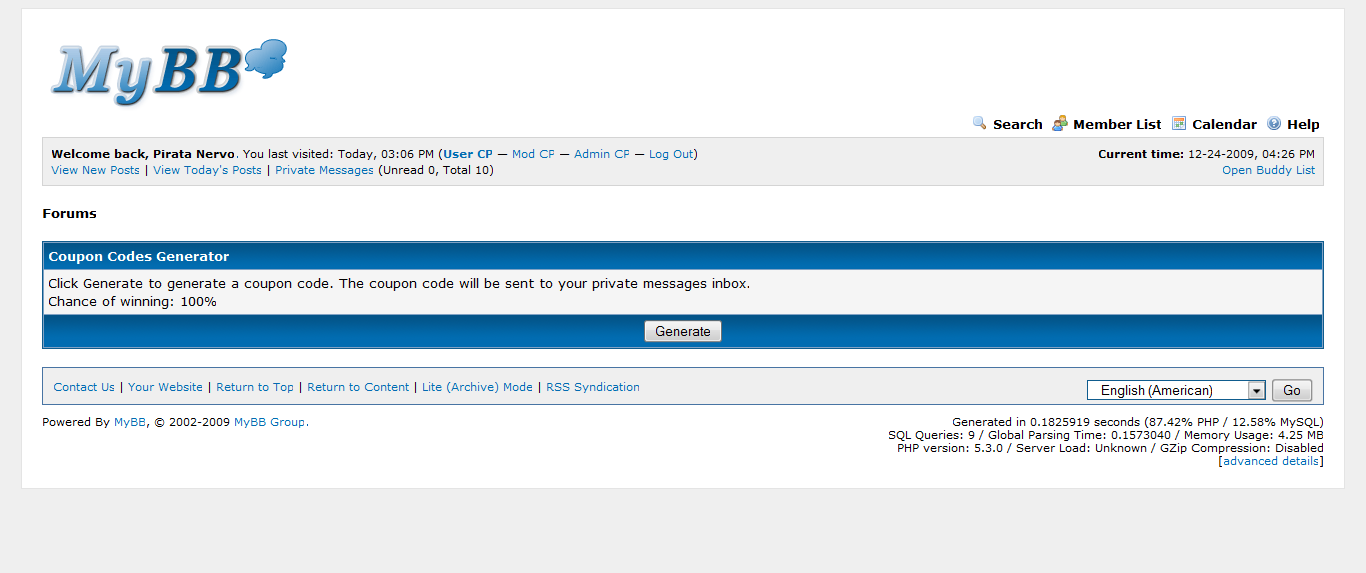 MyBB
Search Member List Calendar Help
Welcome back, Pirata Nervo. You last visited: Today, 03:06 PM (User CP — Mod CP — Admin CP — Log Out)
Current time: 12-24-2009, 04:26 PM
View New Posts | View Today's Posts | Private Messages (Unread 0, Total 10)
Open Buddy List
Forums
Coupon Codes Generator
Click Generate to generate a coupon code. The coupon code will be sent to your private messages inbox.
Chance of winning: 100%
Generate
Contact Us | Your Website | Return to Top | Return to Content | Lite (Archive) Mode | RSS Syndication
English (American) Go
Powered By MyBB, © 2002-2009 MyBB Group.
Generated in 0.1825919 seconds (87.42% PHP / 12.58% MySQL)
SQL Queries: 9 / Global Parsing Time: 0.1573040 / Memory Usage: 4.25 MB
PHP version: 5.3.0 / Server Load: Unknown / GZip Compression: Disabled
[advanced details]